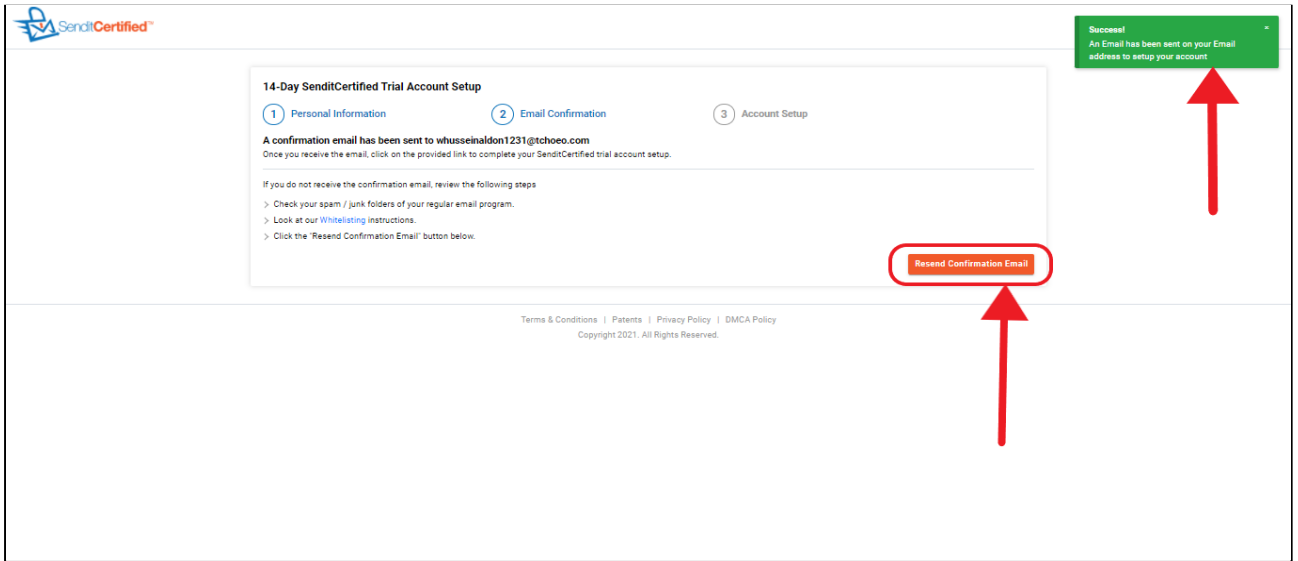 SenditCertified™
Success!
×
An Email has been sent on your Email
address to setup your account
14-Day SenditCertified Trial Account Setup
1 Personal Information
2 Email Confirmation
3 Account Setup
A confirmation email has been sent to whusseinaldon1231@tchoeo.com
Once you receive the email, click on the provided link to complete your SenditCertified trial account setup.
If you do not receive the confirmation email, review the following steps
> Check your spam / junk folders of your regular email program.
> Look at our Whitelisting instructions.
> Click the "Resend Confirmation Email" button below.
Resend Confirmation Email
Terms & Conditions | Patents | Privacy Policy | DMCA Policy
Copyright 2021. All Rights Reserved.